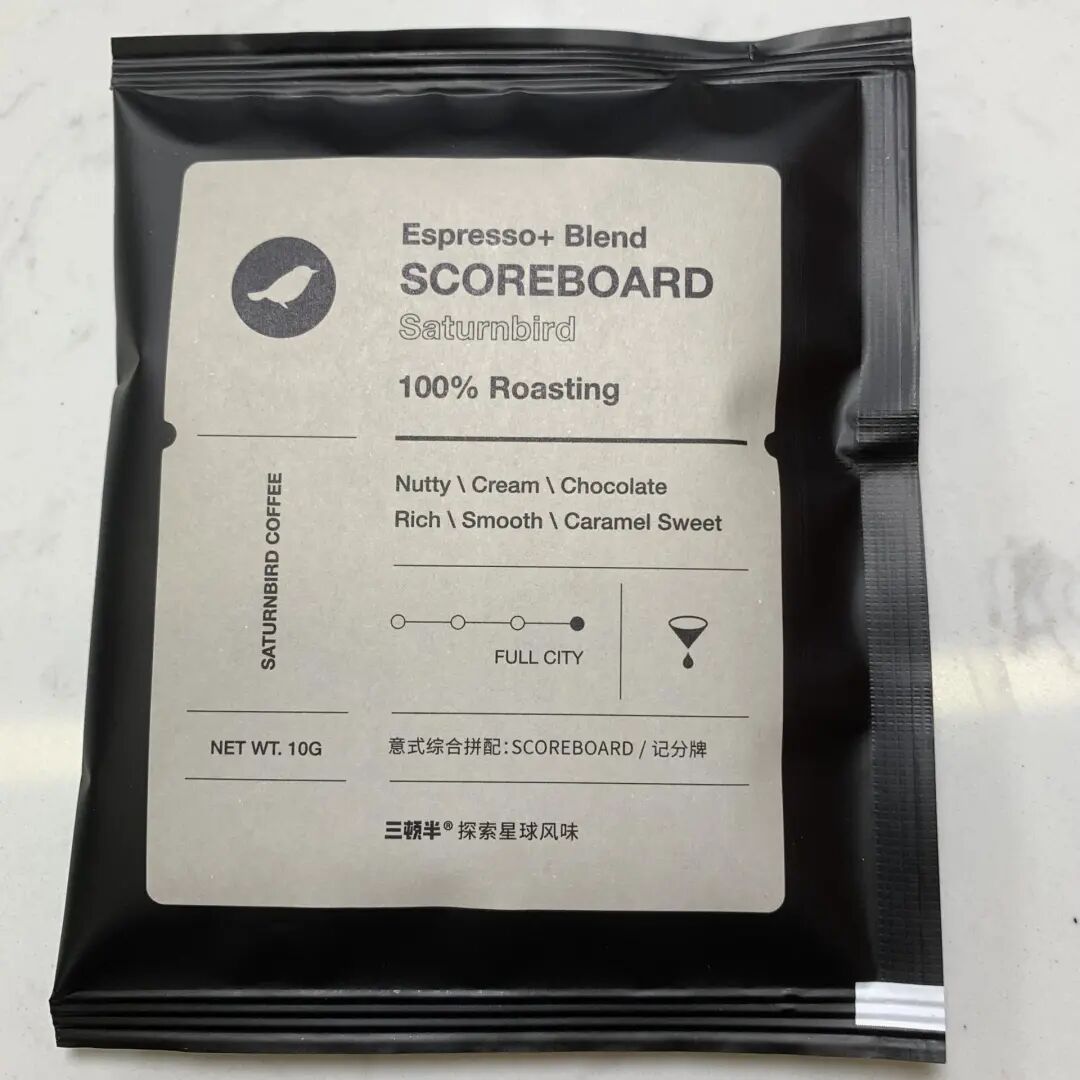 Espresso+ Blend
SCOREBOARD
Saturnbird
100% Roasting
SATURNBIRD COFFEE
Nutty \ Cream \ Chocolate
Rich \ Smooth \ Caramel Sweet
FULL CITY
NET WT. 10G
意式综合拼配：SCOREBOARD / 记分牌
三顿半® 探索星球风味